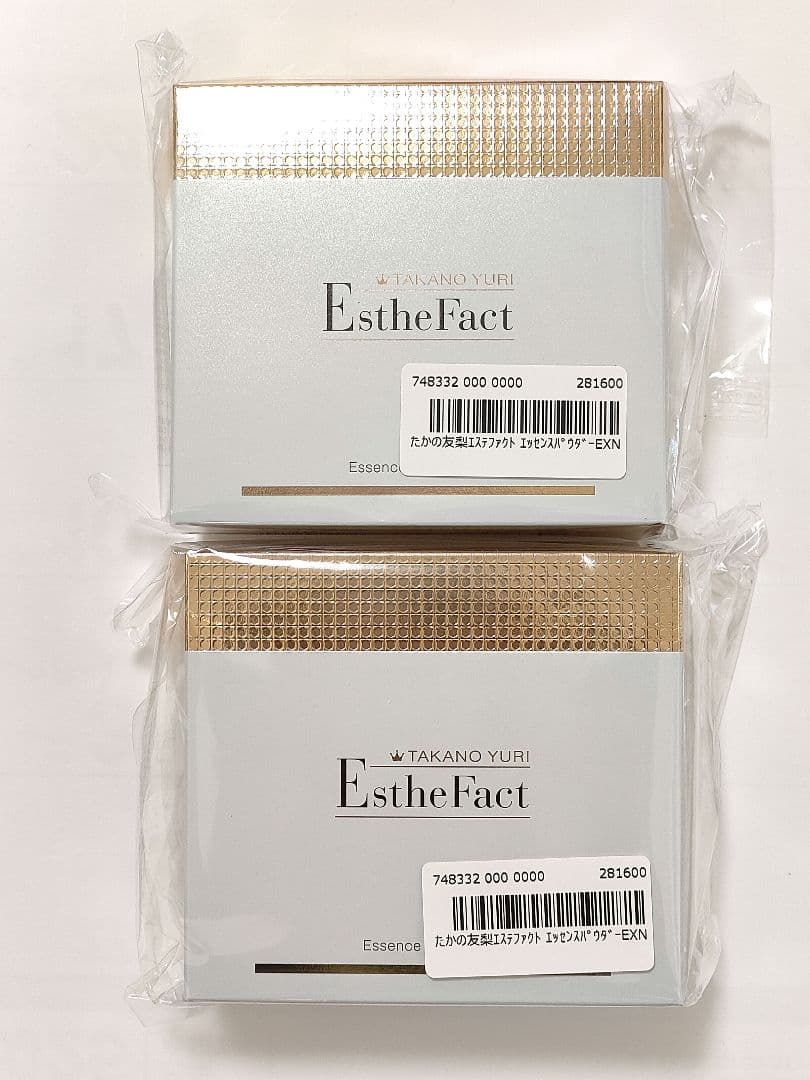 TAKANO YURI
EstheFact
748332 000 0000 281600
たかの友梨ｴｽﾃﾌｧｸﾄ ｴｯｾﾝｽﾊﾟｳﾀﾞｰEXN
Essence
TAKANO YURI
EstheFact
748332 000 0000 281600
たかの友梨ｴｽﾃﾌｧｸﾄ ｴｯｾﾝｽﾊﾟｳﾀﾞｰEXN
Essence